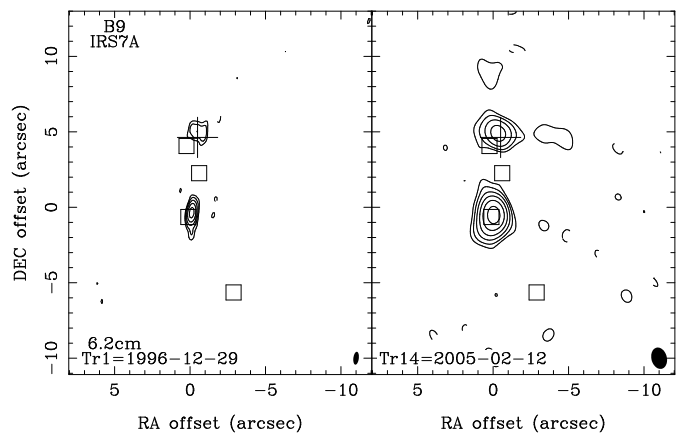 B9
IRS7A
10
5
0
−5
−10
DEC offset (arcsec)
6.2cm
Tr1=1996−12−29
Tr14=2005−02−12
5 0 −5 −10 5 0 −5 −10
RA offset (arcsec) RA offset (arcsec)